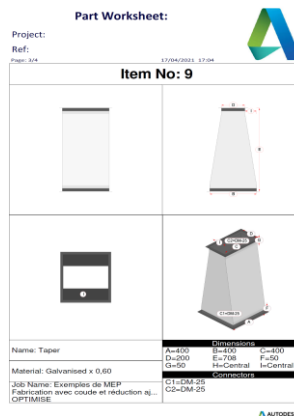 Part Worksheet:
Project:
Ref:
Page: 3/4 17/04/2021 17:04
Item No: 9
Name: Taper
Material: Galvanised x 0,60
Job Name: Exemples de MEP
Fabrication avec coude et réduction aj...
OPTIMISE
Dimensions
A=400 B=400 C=400
D=200 E=708 F=50
G=50 H=Central I=Central
Connectors
C1=DM-25
C2=DM-25
AUTODESK